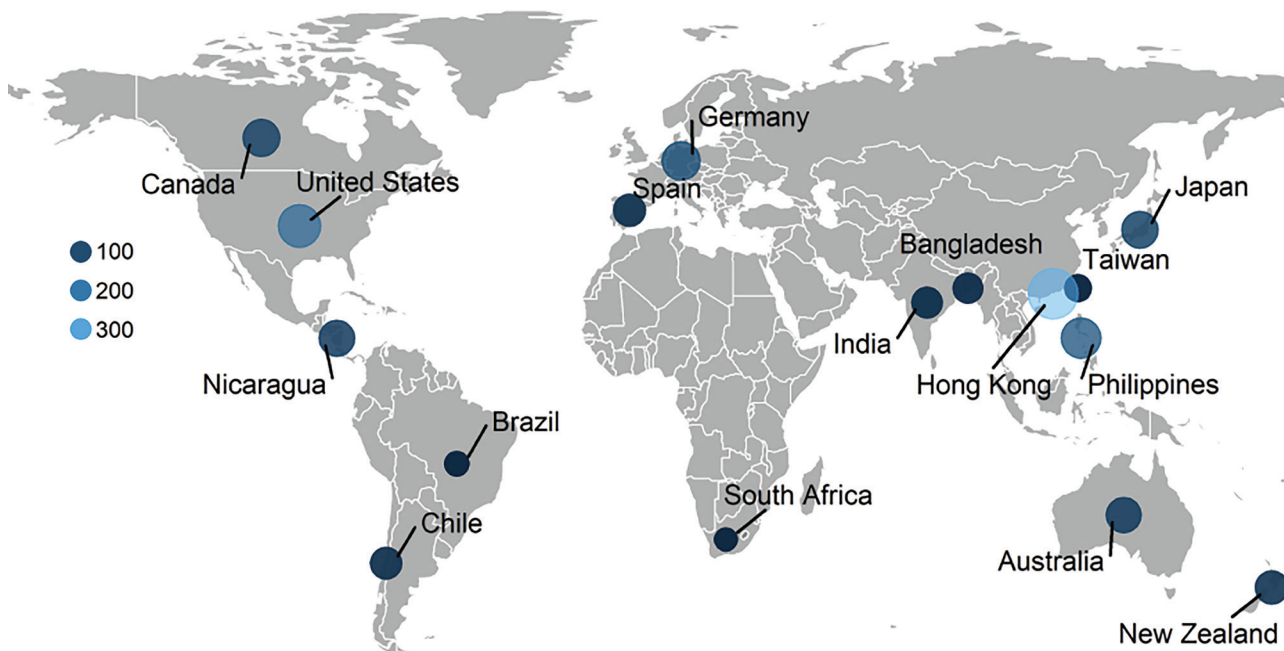 Germany
Canada
United States
Spain
Japan
100
Bangladesh
Taiwan
200
300
India
Nicaragua
Hong Kong
Philippines
Brazil
South Africa
Chile
Australia
New Zealand